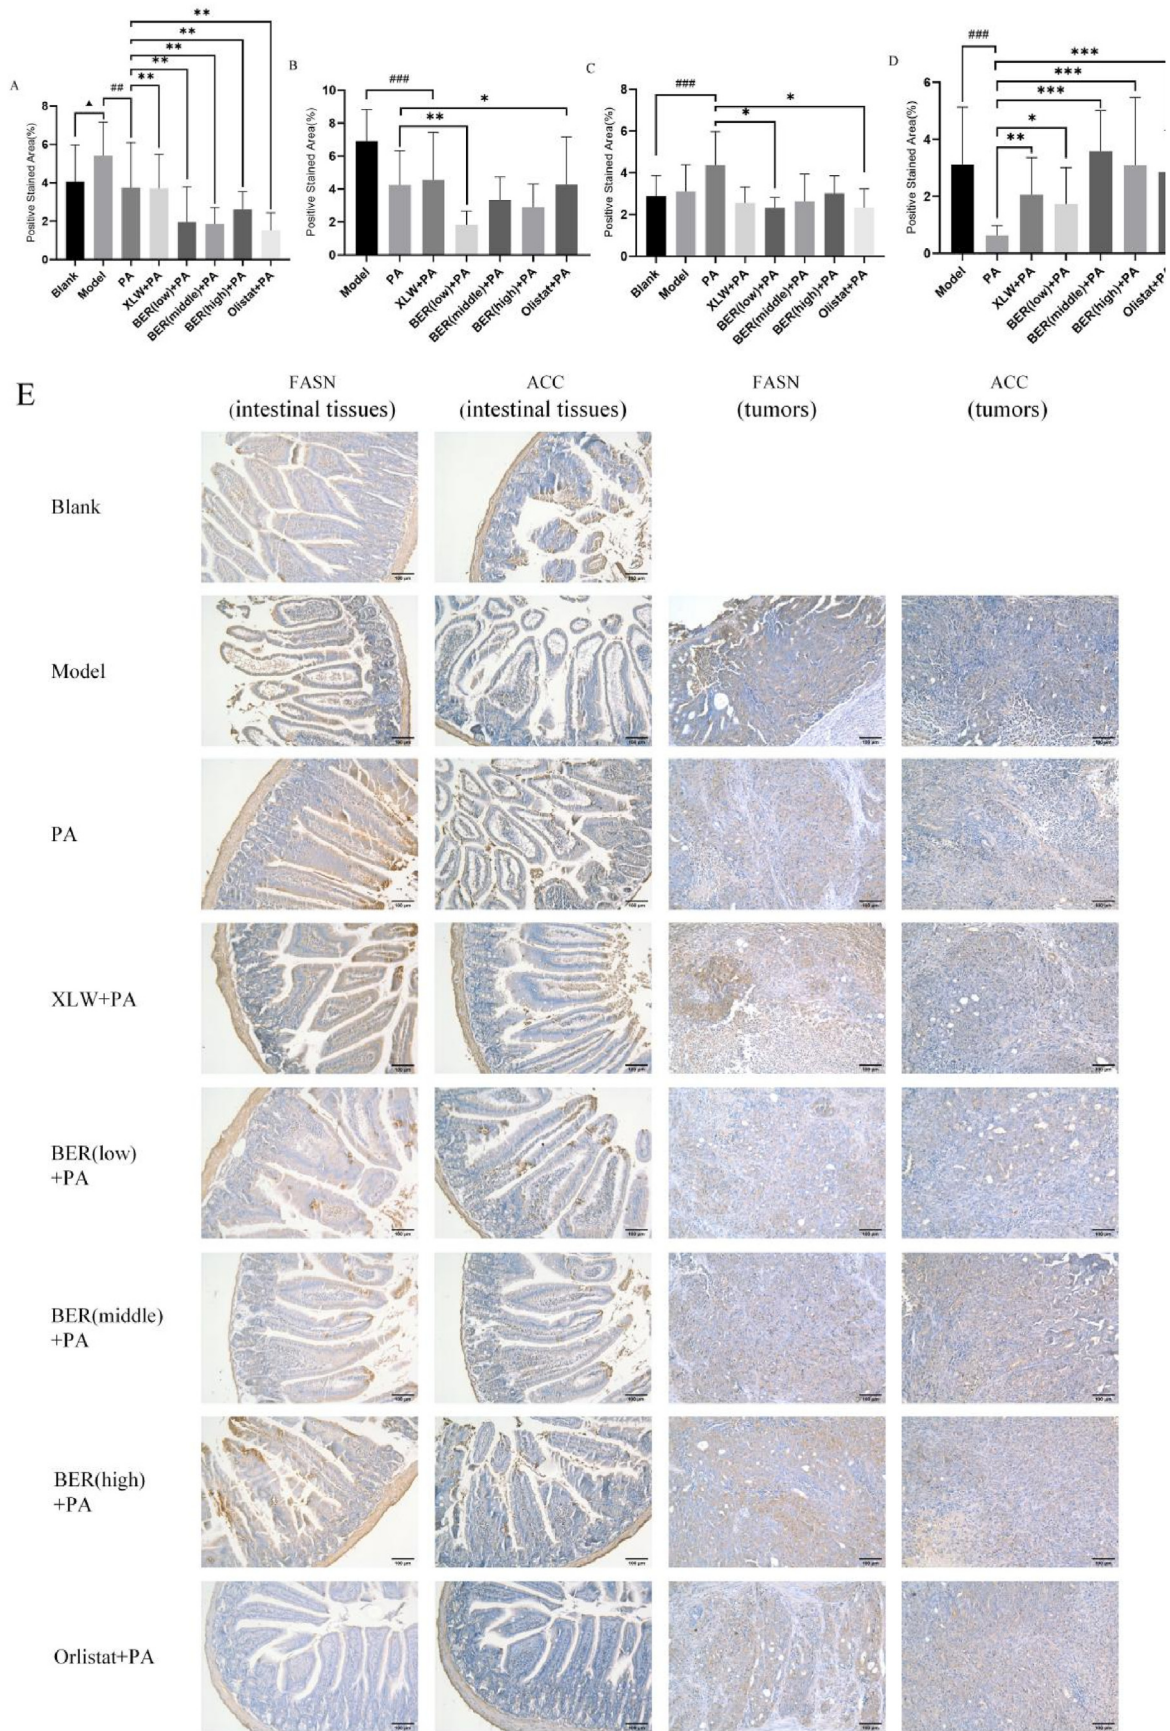 A
Positive Stained Area(%)
8
6
4
2
0
▲
##
**
**
**
**
**
Blank
Model
PA
XLW+PA
BER(low)+PA
BER(middle)+PA
BER(high)+PA
Olistat+PA
B
Positive Stained Area(%)
10
8
6
4
2
0
###
**
*
Model
PA
XLW+PA
BER(low)+PA
BER(middle)+PA
BER(high)+PA
Olistat+PA
C
Positive Stained Area(%)
8
6
4
2
0
###
*
*
Blank
Model
PA
XLW+PA
BER(low)+PA
BER(middle)+PA
BER(high)+PA
Olistat+PA
D
Positive Stained Area(%)
6
4
2
0
###
***
***
***
*
**
Model
PA
XLW+PA
BER(low)+PA
BER(middle)+PA
BER(high)+PA
E
FASN
(intestinal tissues)
ACC
(intestinal tissues)
FASN
(tumors)
ACC
(tumors)
Blank
Model
PA
XLW+PA
BER(low)
+PA
BER(middle)
+PA
BER(high)
+PA
Orlistat+PA